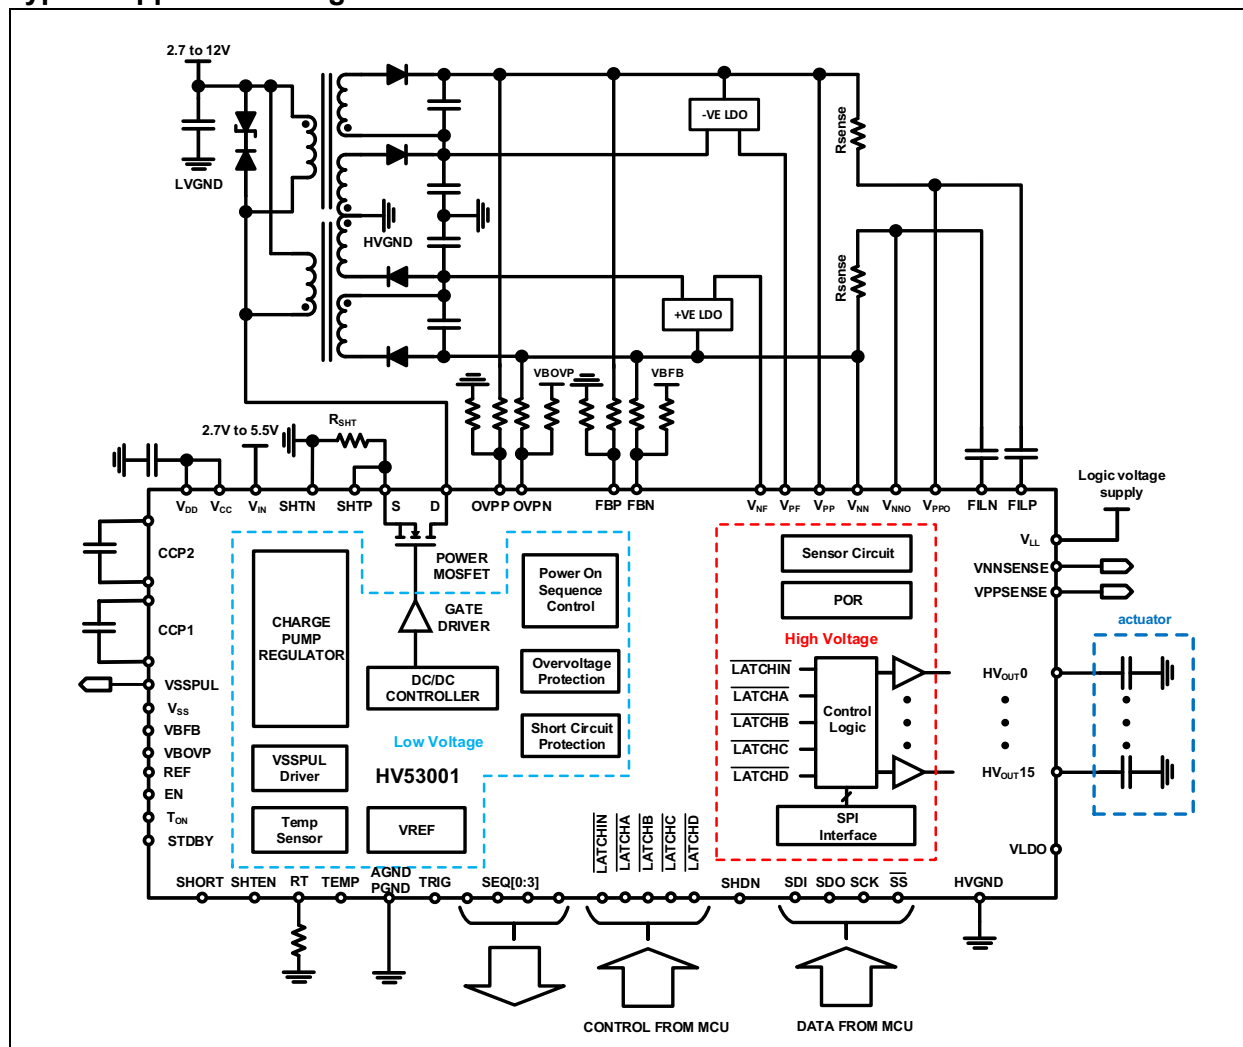 2.7 to 12V
LVGND
HVGND
-VE LDO
+VE LDO
Rsense
Rsense
VBOVP
VBFB
2.7V to 5.5V
RSHT
Logic voltage
supply
VDD
VCC
VIN
SHTN
SHTP
S
D
OVPP
OVPN
FBP
FBN
VNF
VPF
VPP
VNN
VNNO
VPPO
FILN
FILP
VLL
VNNSENSE
VPPSENSE
CCP2
CCP1
VSSPUL
VSS
VBFB
VBOVP
REF
EN
TON
STDBY
POWER
MOSFET
GATE
DRIVER
CHARGE
PUMP
REGULATOR
DC/DC
CONTROLLER
Power On
Sequence
Control
Overvoltage
Protection
Short Circuit
Protection
Low Voltage
HV53001
VSSPUL
Driver
Temp
Sensor
VREF
Sensor Circuit
POR
High Voltage
LATCHIN
LATCHA
LATCHB
LATCHC
LATCHD
Control
Logic
SPI
Interface
actuator
HVOUT0
HVOUT15
VLDO
LATCHIN
LATCHA
LATCHB
LATCHC
LATCHD
SHORT
SHTEN
RT
TEMP
AGND
PGND
TRIG
SEQ[0:3]
SHDN
SDI
SDO
SCK
SS
HVGND
CONTROL FROM MCU
DATA FROM MCU